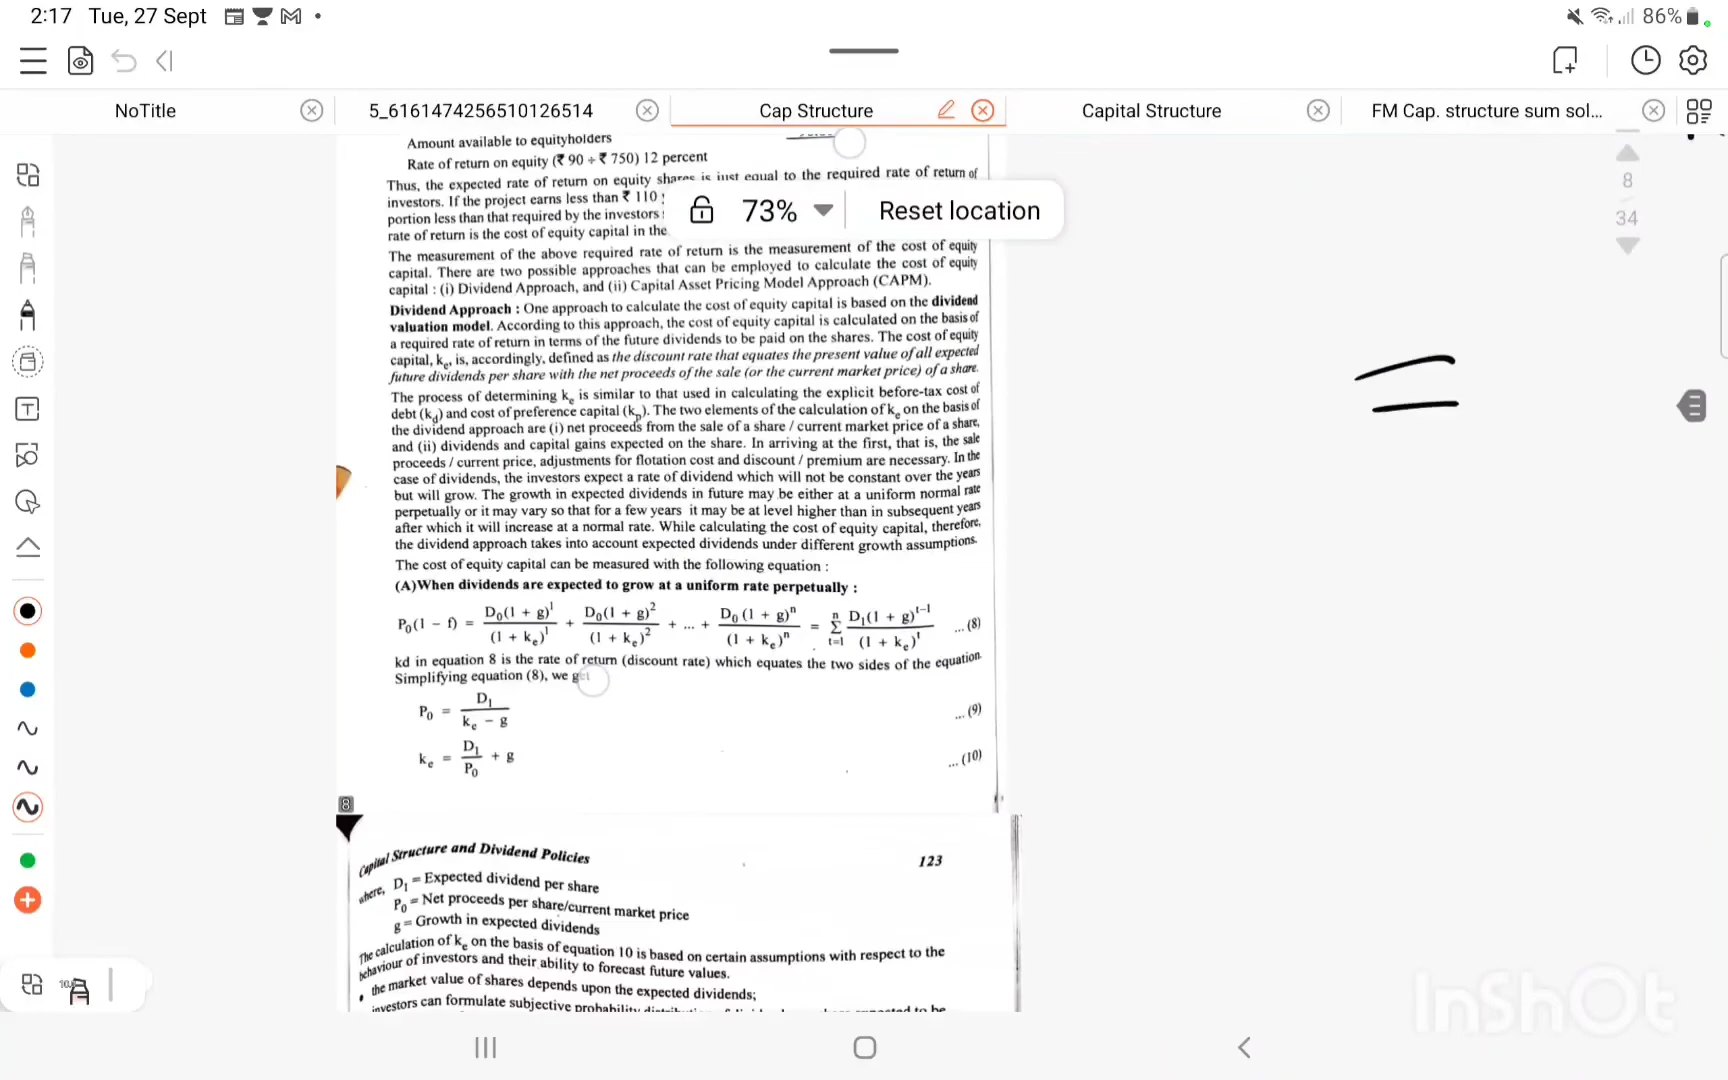 2:17 Tue, 27 Sept
86%
NoTitle
5_6161474256510126514
Cap Structure
Capital Structure
FM Cap. structure sum sol...
73%
Reset location
8
34
Amount available to equityholders
Rate of return on equity (₹ 90 ÷ ₹ 750) 12 percent
Thus, the expected rate of return on equity shares is just equal to the required rate of return of
investors. If the project earns less than ₹ 110
portion less than that required by the investors
rate of return is the cost of equity capital in the
The measurement of the above required rate of return is the measurement of the cost of equity
capital. There are two possible approaches that can be employed to calculate the cost of equity
capital : (i) Dividend Approach, and (ii) Capital Asset Pricing Model Approach (CAPM).
Dividend Approach : One approach to calculate the cost of equity capital is based on the dividend
valuation model. According to this approach, the cost of equity capital is calculated on the basis of
a required rate of return in terms of the future dividends to be paid on the shares. The cost of equity
capital, kₑ, is, accordingly, defined as the discount rate that equates the present value of all expected
future dividends per share with the net proceeds of the sale (or the current market price) of a share.
The process of determining kₑ is similar to that used in calculating the explicit before-tax cost of
debt (k_d) and cost of preference capital (kₚ). The two elements of the calculation of kₑ on the basis of
the dividend approach are (i) net proceeds from the sale of a share / current market price of a share,
and (ii) dividends and capital gains expected on the share. In arriving at the first, that is, the sale
proceeds / current price, adjustments for flotation cost and discount / premium are necessary. In the
case of dividends, the investors expect a rate of dividend which will not be constant over the years
but will grow. The growth in expected dividends in future may be either at a uniform normal rate
perpetually or it may vary so that for a few years it may be at level higher than in subsequent years
after which it will increase at a normal rate. While calculating the cost of equity capital, therefore,
the dividend approach takes into account expected dividends under different growth assumptions.
The cost of equity capital can be measured with the following equation :
(A)When dividends are expected to grow at a uniform rate perpetually :
P₀(1 – f) = D₀(1 + g)¹/(1 + kₑ)¹ + D₀(1 + g)²/(1 + kₑ)² + ... + D₀ (1 + g)ⁿ/(1 + kₑ)ⁿ = Σ t=1 n D₁(1 + g)^(t–1)/(1 + kₑ)^t ... (8)
kd in equation 8 is the rate of return (discount rate) which equates the two sides of the equation.
Simplifying equation (8), we get
P₀ = D₁/(kₑ – g) ... (9)
kₑ = D₁/P₀ + g ... (10)
8
Capital Structure and Dividend Policies 123
where, D₁ = Expected dividend per share
P₀ = Net proceeds per share/current market price
g = Growth in expected dividends
The calculation of kₑ on the basis of equation 10 is based on certain assumptions with respect to the
behaviour of investors and their ability to forecast future values.
• the market value of shares depends upon the expected dividends;
investors can formulate subjective probability
InShOt